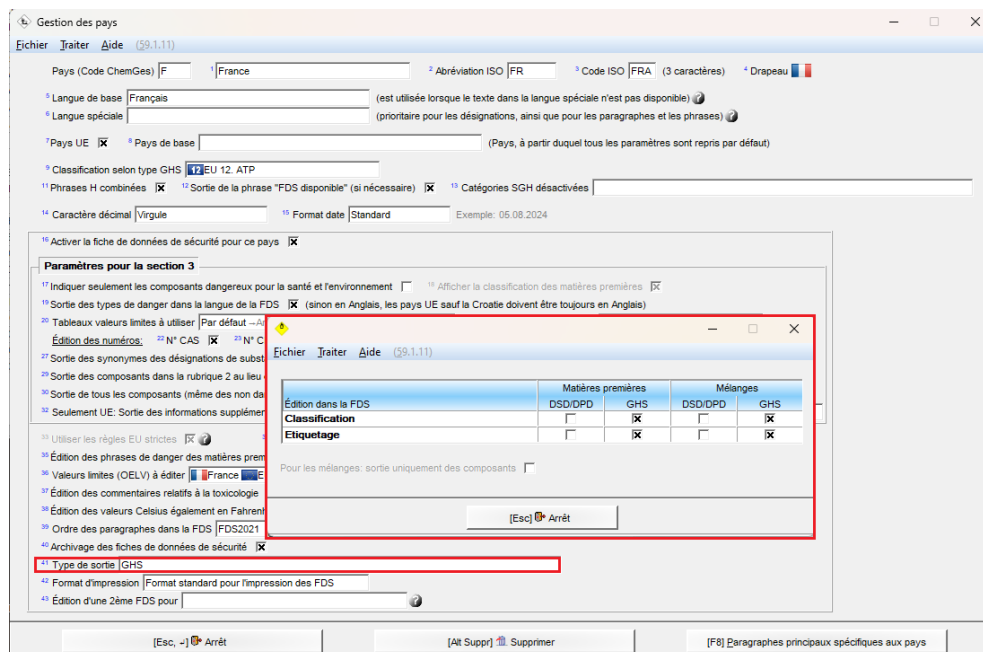 Gestion des pays
Fichier Traiter Aide (59.1.11)
Pays (Code ChemGes) F 1 France 2 Abréviation ISO FR 3 Code ISO FRA (3 caractères) 4 Drapeau
5 Langue de base Français (est utilisée lorsque le texte dans la langue spéciale n'est pas disponible)
6 Langue spéciale (prioritaire pour les désignations, ainsi que pour les paragraphes et les phrases)
7 Pays UE 8 Pays de base (Pays, à partir duquel tous les paramètres sont repris par défaut)
9 Classification selon type GHS 12 EU 12. ATP
11 Phrases H combinées 12 Sortie de la phrase "FDS disponible" (si nécessaire) 13 Catégories SGH désactivées
14 Caractère décimal Virgule 15 Format date Standard Exemple: 05.08.2024
16 Activer la fiche de données de sécurité pour ce pays
Paramètres pour la section 3
17 Indiquer seulement les composants dangereux pour la santé et l'environnement 18 Afficher la classification des matières premières
19 Sortie des types de danger dans la langue de la FDS (sinon en Anglais, les pays UE sauf la Croatie doivent être toujours en Anglais)
20 Tableaux valeurs limites à utiliser Par défaut
Édition des numéros: 22 N° CAS 23 N° C
27 Sortie des synonymes des désignations de subst
29 Sortie des composants dans la rubrique 2 au lieu
30 Sortie de tous les composants (même des non da
32 Seulement UE: Sortie des informations supplémen
33 Utiliser les règles EU strictes
35 Édition des phrases de danger des matières prem
36 Valeurs limites (OELV) à éditer France E
37 Édition des commentaires relatifs à la toxicologie
38 Édition des valeurs Celsius également en Fahrenh
39 Ordre des paragraphes dans la FDS FDS2021
40 Archivage des fiches de données de sécurité
41 Type de sortie GHS
42 Format d'impression Format standard pour l'impression des FDS
43 Édition d'une 2ème FDS pour
Fichier Traiter Aide (59.1.11)
Matières premières Mélanges
Édition dans la FDS DSD/DPD GHS DSD/DPD GHS
Classification
Etiquetage
Pour les mélanges: sortie uniquement des composants
[Esc] Arrêt
[Esc, ↵] Arrêt [Alt Suppr] Supprimer [F8] Paragraphes principaux spécifiques aux pays